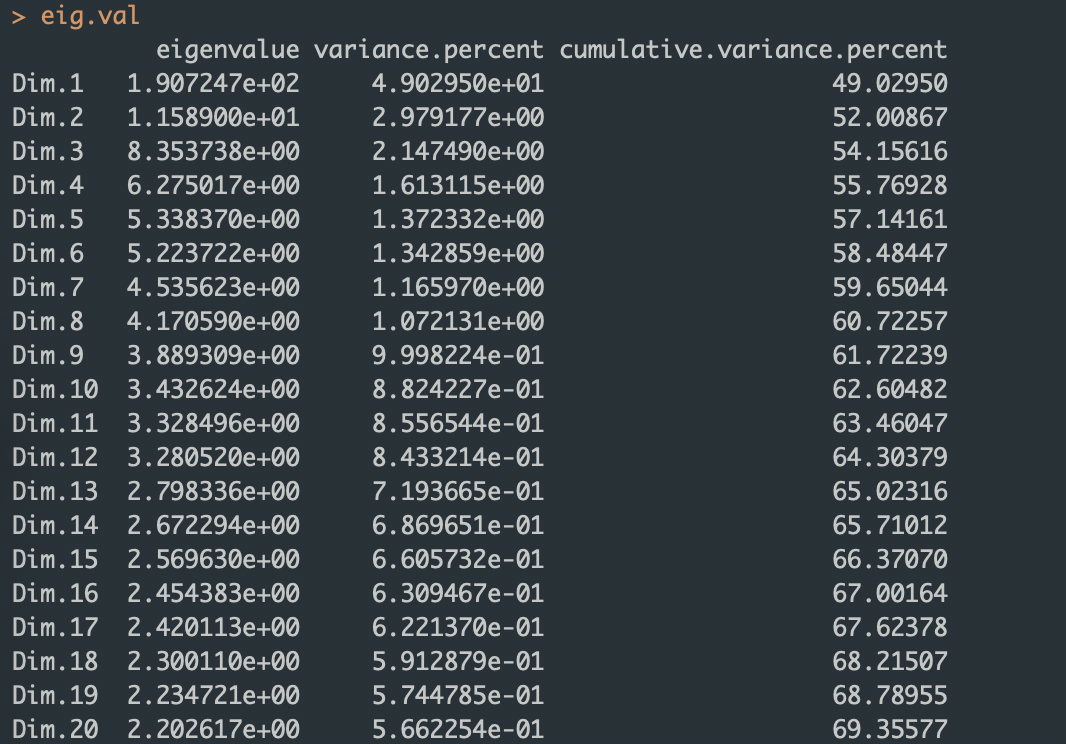 > eig.val
eigenvalue variance.percent cumulative.variance.percent
Dim.1 1.907247e+02 4.902950e+01 49.02950
Dim.2 1.158900e+01 2.979177e+00 52.00867
Dim.3 8.353738e+00 2.147490e+00 54.15616
Dim.4 6.275017e+00 1.613115e+00 55.76928
Dim.5 5.338370e+00 1.372332e+00 57.14161
Dim.6 5.223722e+00 1.342859e+00 58.48447
Dim.7 4.535623e+00 1.165970e+00 59.65044
Dim.8 4.170590e+00 1.072131e+00 60.72257
Dim.9 3.889309e+00 9.998224e-01 61.72239
Dim.10 3.432624e+00 8.824227e-01 62.60482
Dim.11 3.328496e+00 8.556544e-01 63.46047
Dim.12 3.280520e+00 8.433214e-01 64.30379
Dim.13 2.798336e+00 7.193665e-01 65.02316
Dim.14 2.672294e+00 6.869651e-01 65.71012
Dim.15 2.569630e+00 6.605732e-01 66.37070
Dim.16 2.454383e+00 6.309467e-01 67.00164
Dim.17 2.420113e+00 6.221370e-01 67.62378
Dim.18 2.300110e+00 5.912879e-01 68.21507
Dim.19 2.234721e+00 5.744785e-01 68.78955
Dim.20 2.202617e+00 5.662254e-01 69.35577